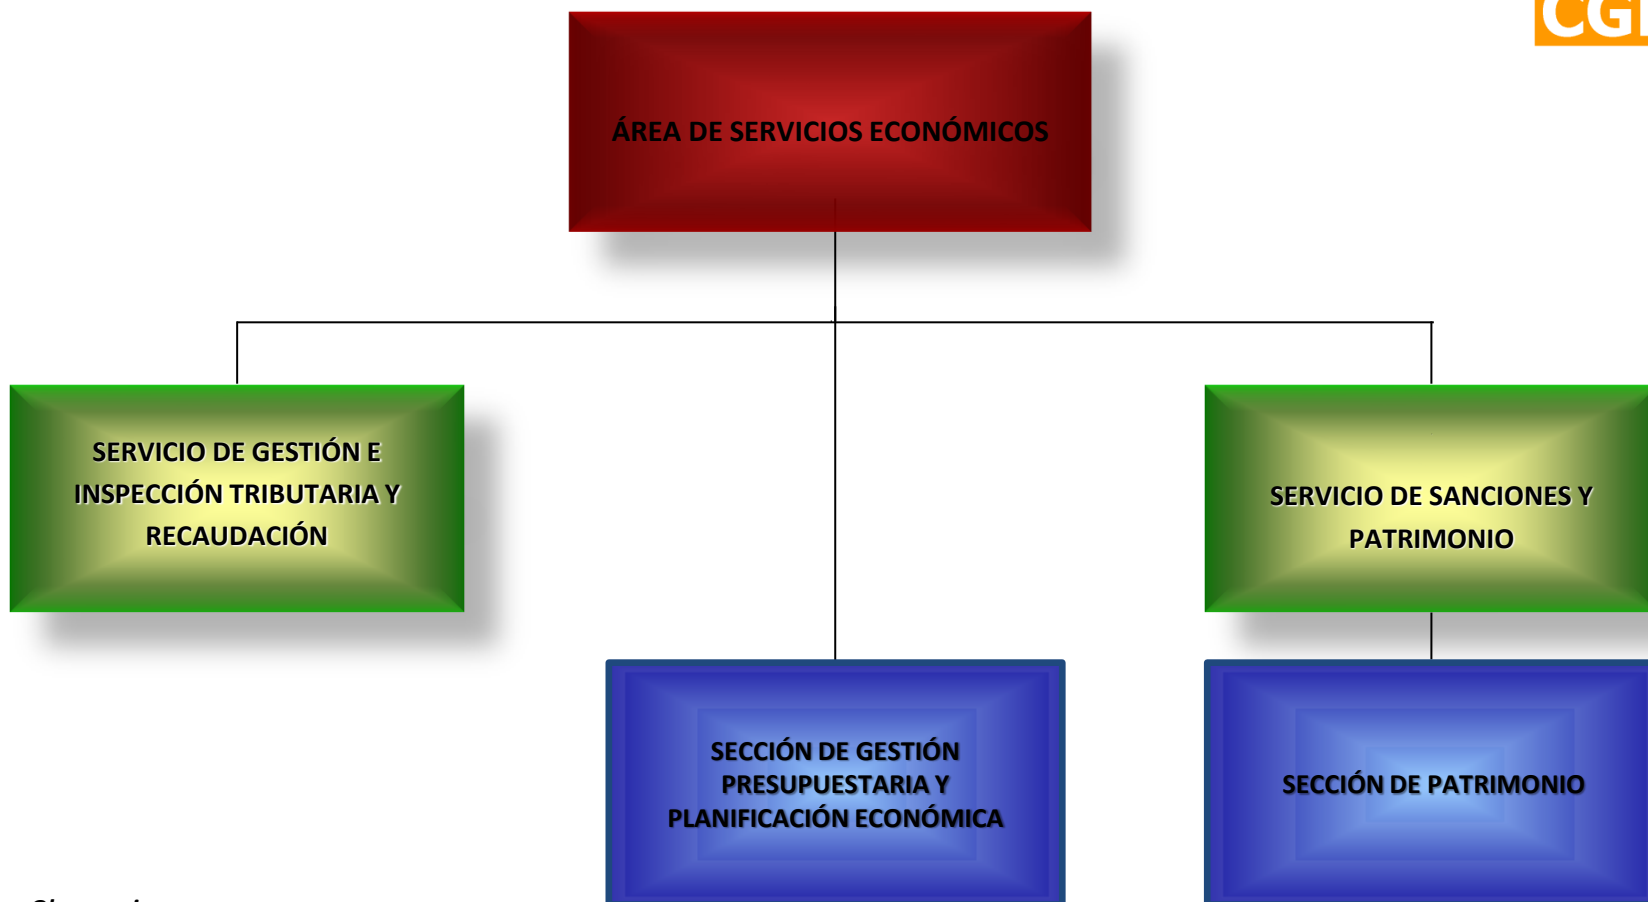 CG
ÁREA DE SERVICIOS ECONÓMICOS
SERVICIO DE GESTIÓN E
INSPECCIÓN TRIBUTARIA Y
RECAUDACIÓN
SERVICIO DE SANCIONES Y
PATRIMONIO
SECCIÓN DE GESTIÓN
PRESUPUESTARIA Y
PLANIFICACIÓN ECONÓMICA
SECCIÓN DE PATRIMONIO